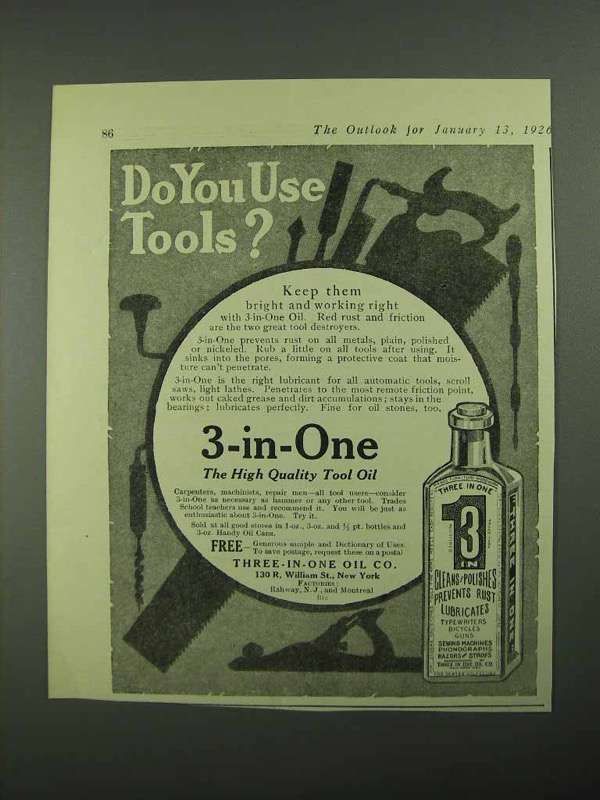 86
The Outlook for January 13, 1926
Do You Use
Tools?
Keep them
bright and working right
with 3-in-One Oil. Red rust and friction
are the two great tool destroyers.
3-in-One prevents rust on all metals, plain, polished
or nickeled. Rub a little on all tools after using. It
sinks into the pores, forming a protective coat that mois-
ture can't penetrate.
3-in-One is the right lubricant for all automatic tools, scroll
saws, light lathes. Penetrates to the most remote friction point,
works out caked grease and dirt accumulations; stays in the
bearings; lubricates perfectly. Fine for oil stones, too.
3-in-One
The High Quality Tool Oil
Carpenters, machinists, repair men—all tool users—consider
3-in-One as necessary as hammer or any other tool. Trades
School teachers use and recommend it. You will be just as
enthusiastic about 3-in-One. Try it.
Sold at all good stores in 1-oz., 3-oz. and ½ pt. bottles and
3-oz. Handy Oil Cans.
FREE—Generous sample and Dictionary of Uses.
To save postage, request these on a postal
THREE-IN-ONE OIL CO.
130 R. William St., New York
FACTORIES:
Rahway, N. J., and Montreal
"THREE IN ONE"
3
IN
1
CLEANS & POLISHES
PREVENTS RUST
LUBRICATES
TYPEWRITERS
BICYCLES
GUNS
SEWING MACHINES
PHONOGRAPHS
RAZORS AND STROPS
THREE IN ONE OIL CO.
THREE IN ONE